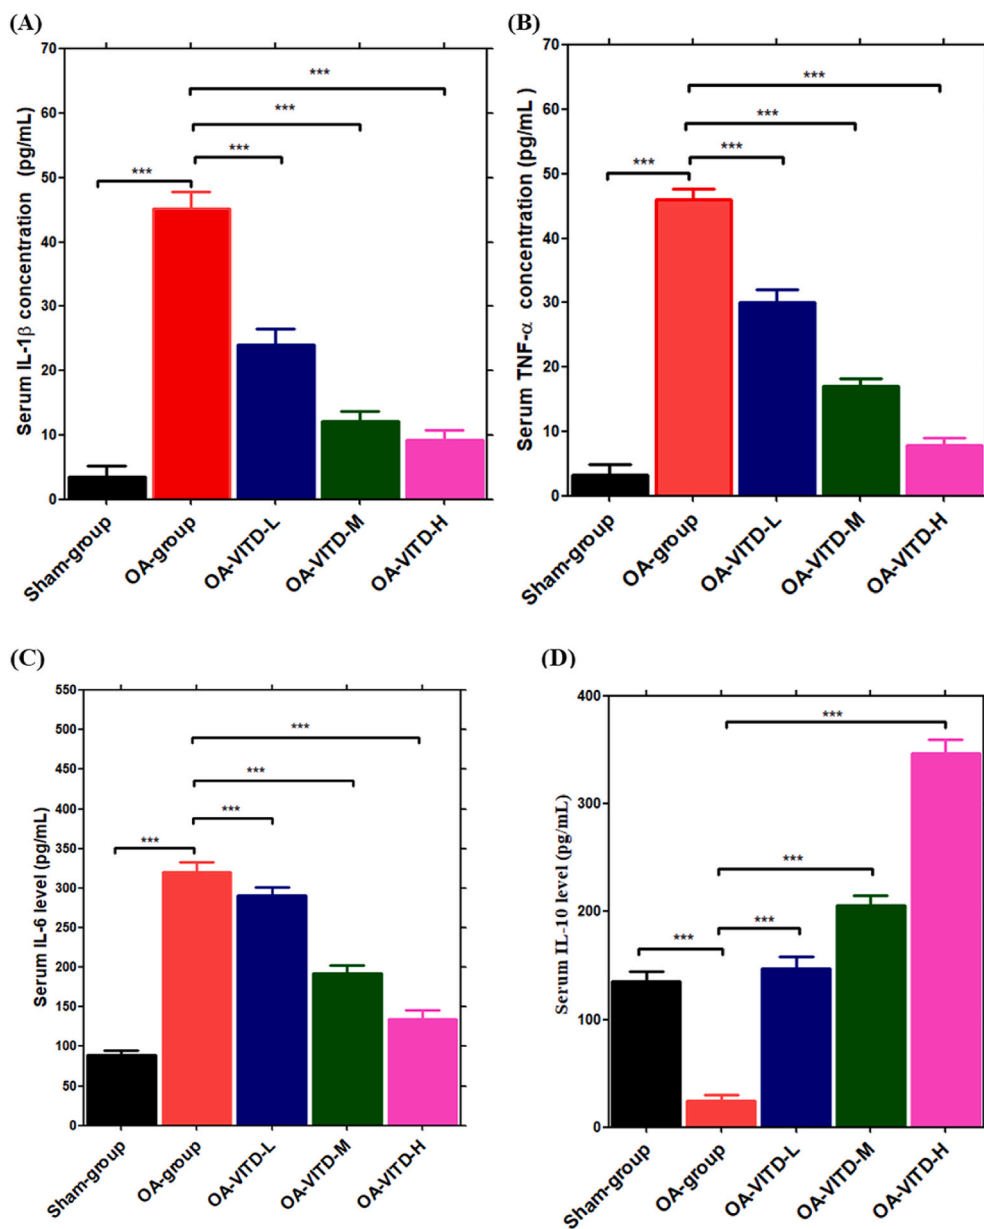 (A)
Serum IL-1β concentration (pg/mL)
70
60
50
40
30
20
10
0
***
***
***
***
Sham-group
OA-group
OA-VITD-L
OA-VITD-M
OA-VITD-H
(B)
Serum TNF-α concentration (pg/mL )
70
60
50
40
30
20
10
0
***
***
***
***
Sham-group
OA-group
OA-VITD-L
OA-VITD-M
OA-VITD-H
(C)
Serum IL-6 level (pg/mL)
550
500
450
400
350
300
250
200
150
100
50
0
***
***
***
***
Sham-group
OA-group
OA-VITD-L
OA-VITD-M
OA-VITD-H
(D)
Serum IL-10 level (pg/mL)
400
300
200
100
0
***
***
***
***
Sham-group
OA-group
OA-VITD-L
OA-VITD-M
OA-VITD-H